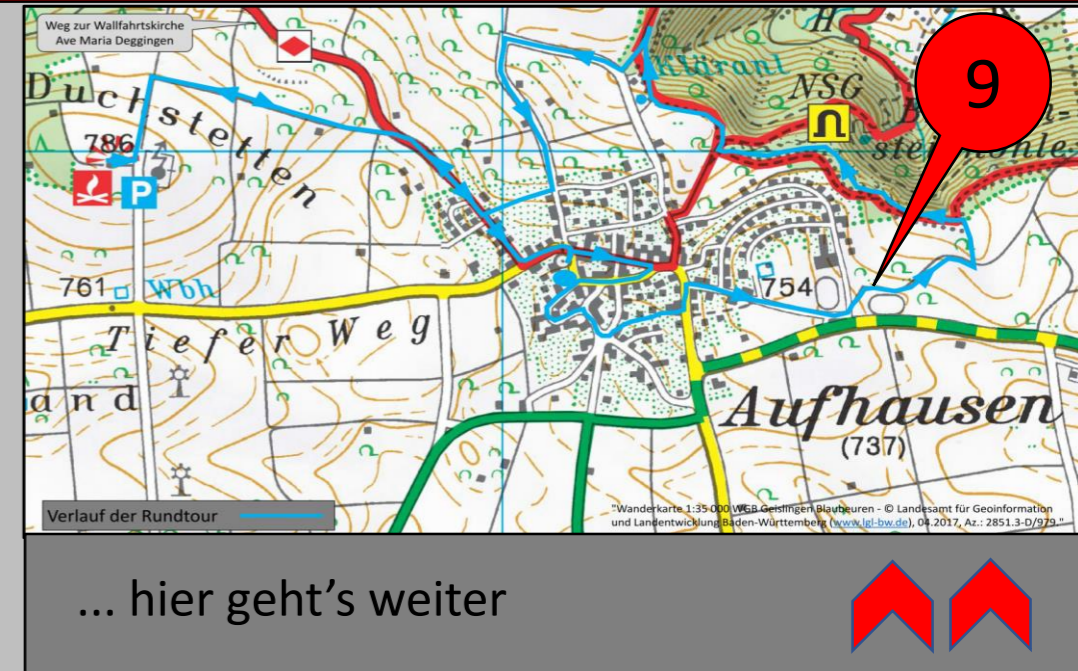 Weg zur Wallfahrtskirche
Ave Maria Deggingen
9
H
Kläranl
Duchstetten
NSG
786
P
754
761
Wbh
Tiefer Weg
and
Aufhausen
(737)
Verlauf der Rundtour
"Wanderkarte 1:35 000 WGB Geislingen Blaubeuren - © Landesamt für Geoinformation
und Landentwicklung Baden-Württemberg (www.lgl-bw.de), 04.2017, Az.: 2851.3-D/979."
... hier geht's weiter